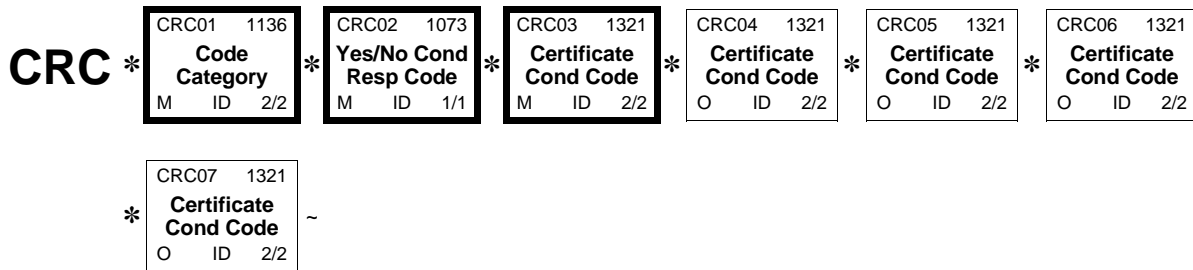 CRC01 1136 CRC02 1073 CRC03 1321 CRC04 1321 CRC05 1321 CRC06 1321
CRC * Code Category * Yes/No Cond Resp Code * Certificate Cond Code * Certificate Cond Code * Certificate Cond Code * Certificate Cond Code
M ID 2/2 M ID 1/1 M ID 2/2 O ID 2/2 O ID 2/2 O ID 2/2
CRC07 1321
* Certificate Cond Code ~
O ID 2/2